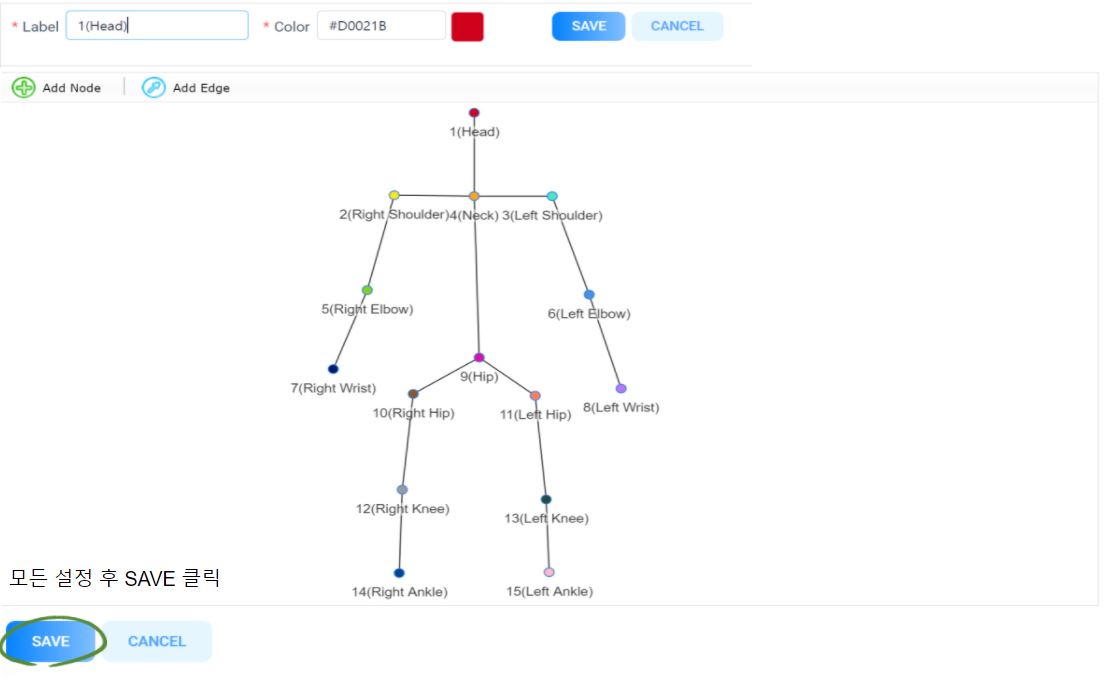 * Label 1(Head) * Color #D0021B SAVE CANCEL
Add Node Add Edge
1(Head)
2(Right Shoulder) 4(Neck) 3(Left Shoulder)
5(Right Elbow)
6(Left Elbow)
9(Hip)
7(Right Wrist)
8(Left Wrist)
10(Right Hip) 11(Left Hip)
12(Right Knee)
13(Left Knee)
모든 설정 후 SAVE 클릭
14(Right Ankle) 15(Left Ankle)
SAVE CANCEL